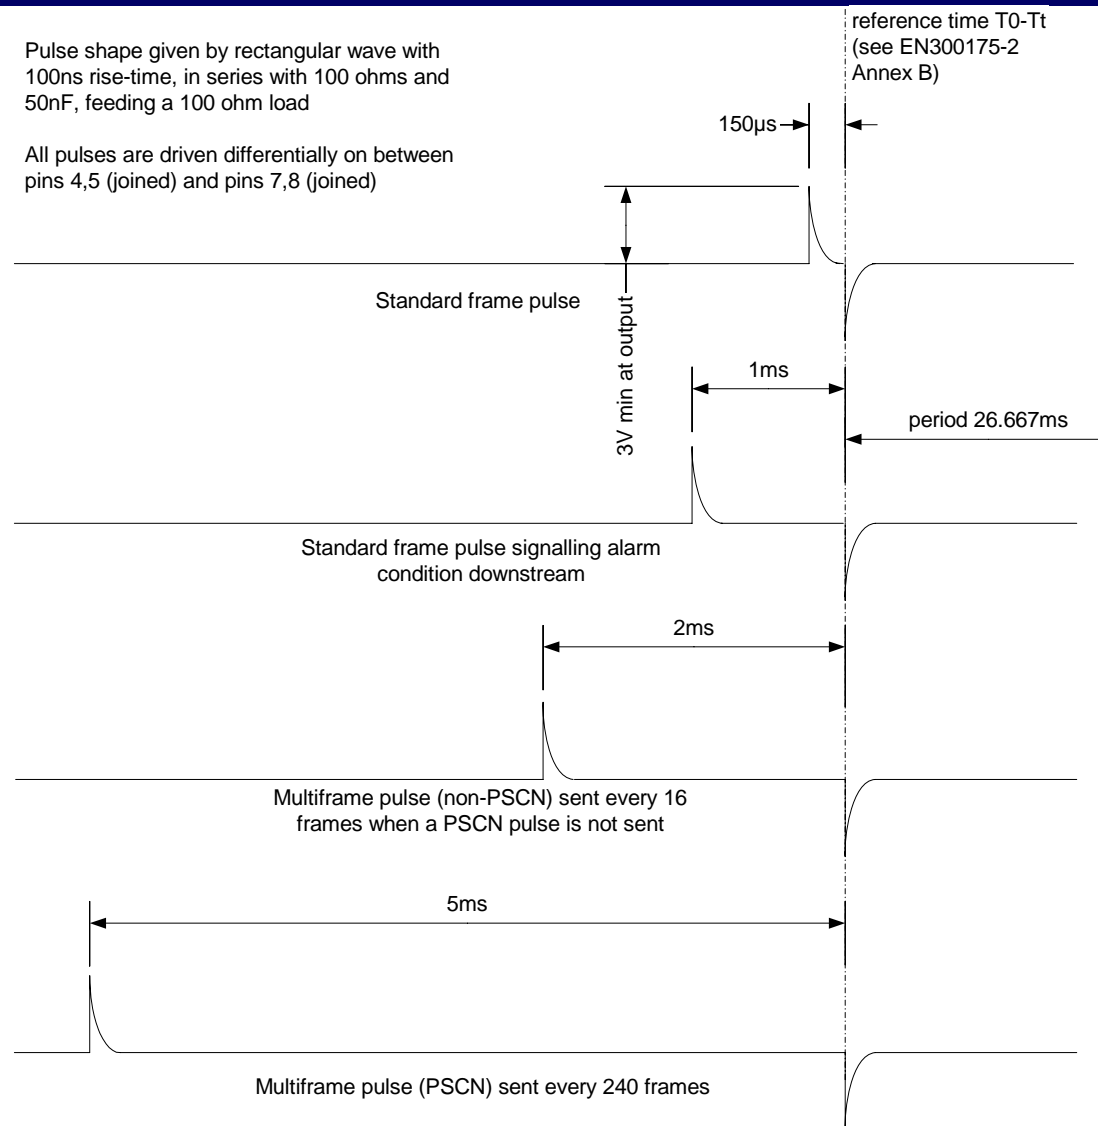 reference time T0-Tt
(see EN300175-2
Annex B)
Pulse shape given by rectangular wave with
100ns rise-time, in series with 100 ohms and
50nF, feeding a 100 ohm load
All pulses are driven differentially on between
pins 4,5 (joined) and pins 7,8 (joined)
150µs
Standard frame pulse
3V min at output
1ms
period 26.667ms
Standard frame pulse signalling alarm
condition downstream
2ms
Multiframe pulse (non-PSCN) sent every 16
frames when a PSCN pulse is not sent
5ms
Multiframe pulse (PSCN) sent every 240 frames